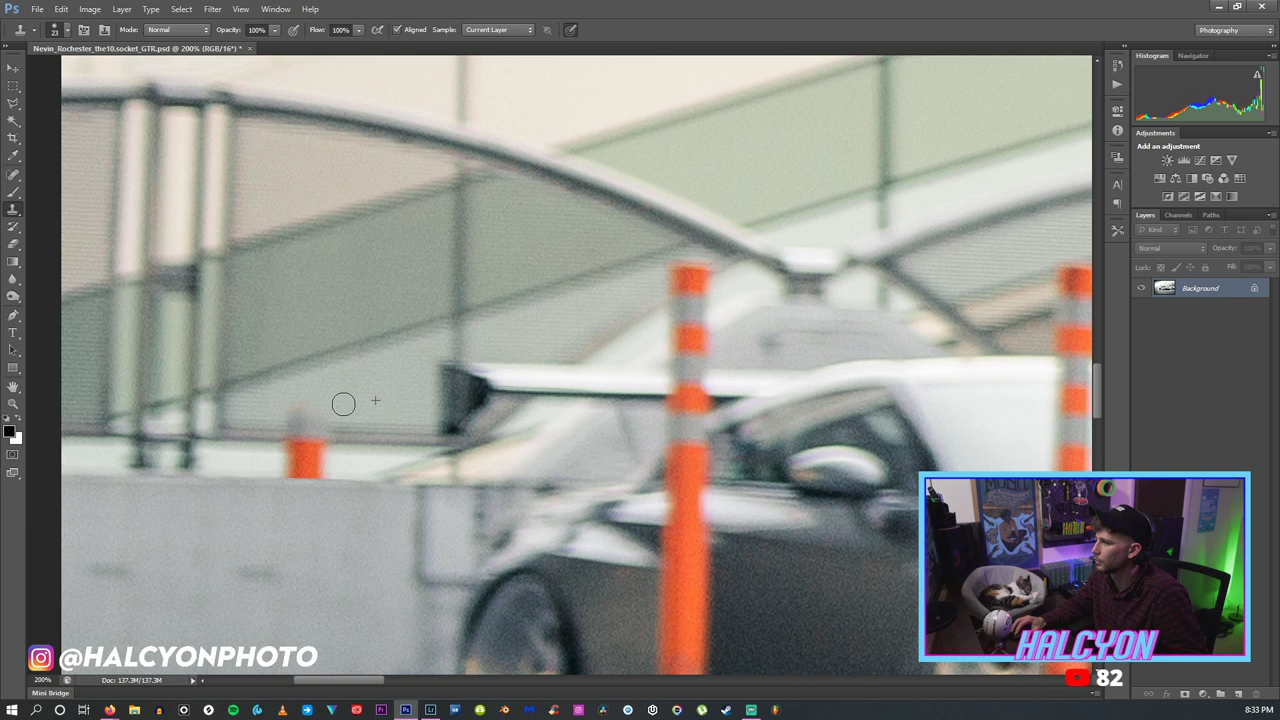 Ps File Edit Image Layer Type Select Filter View Window Help
23 Mode: Normal Opacity: 100% Flow: 100% Aligned Sample: Current Layer Photography
Nevin_Rochester_the10.socket_GTR.psd @ 200% (RGB/16*) * ×
Histogram Navigator
Adjustments
Add an adjustment
Layers Channels Paths
Kind
Normal Opacity: 100%
Lock: Fill: 100%
Background
HALCYON
@HALCYONPHOTO
82
200% Doc: 137.3M/137.3M
Mini Bridge
8:33 PM